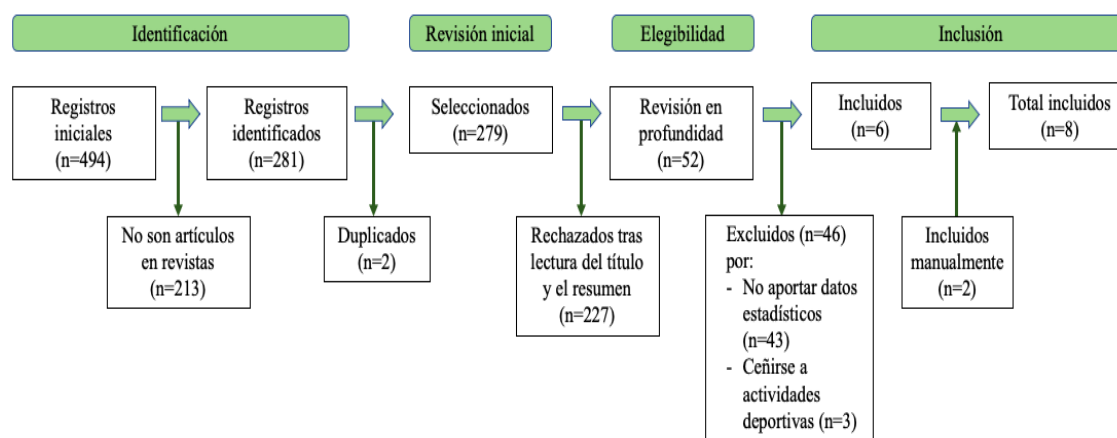 Identificación
Revisión inicial
Elegibilidad
Inclusión
Registros
iniciales
(n=494)
Registros
identificados
(n=281)
Seleccionados
(n=279)
Revisión en
profundidad
(n=52)
Incluidos
(n=6)
Total incluidos
(n=8)
No son artículos
en revistas
(n=213)
Duplicados
(n=2)
Rechazados tras
lectura del título
y el resumen
(n=227)
Excluidos (n=46)
por:
- No aportar datos
estadísticos
(n=43)
- Ceñirse a
actividades
deportivas (n=3)
Incluidos
manualmente
(n=2)